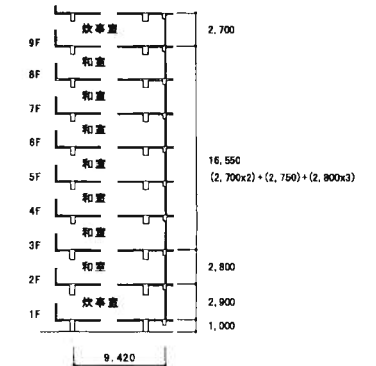 炊事室
2,700
9F
和室
8F
和室
7F
和室
6F
和室
16,550
5F
(2,700x2)+(2,750)+(2,800x3)
和室
4F
和室
3F
和室
2,800
2F
炊事室
2,900
1F
1,000
9.420